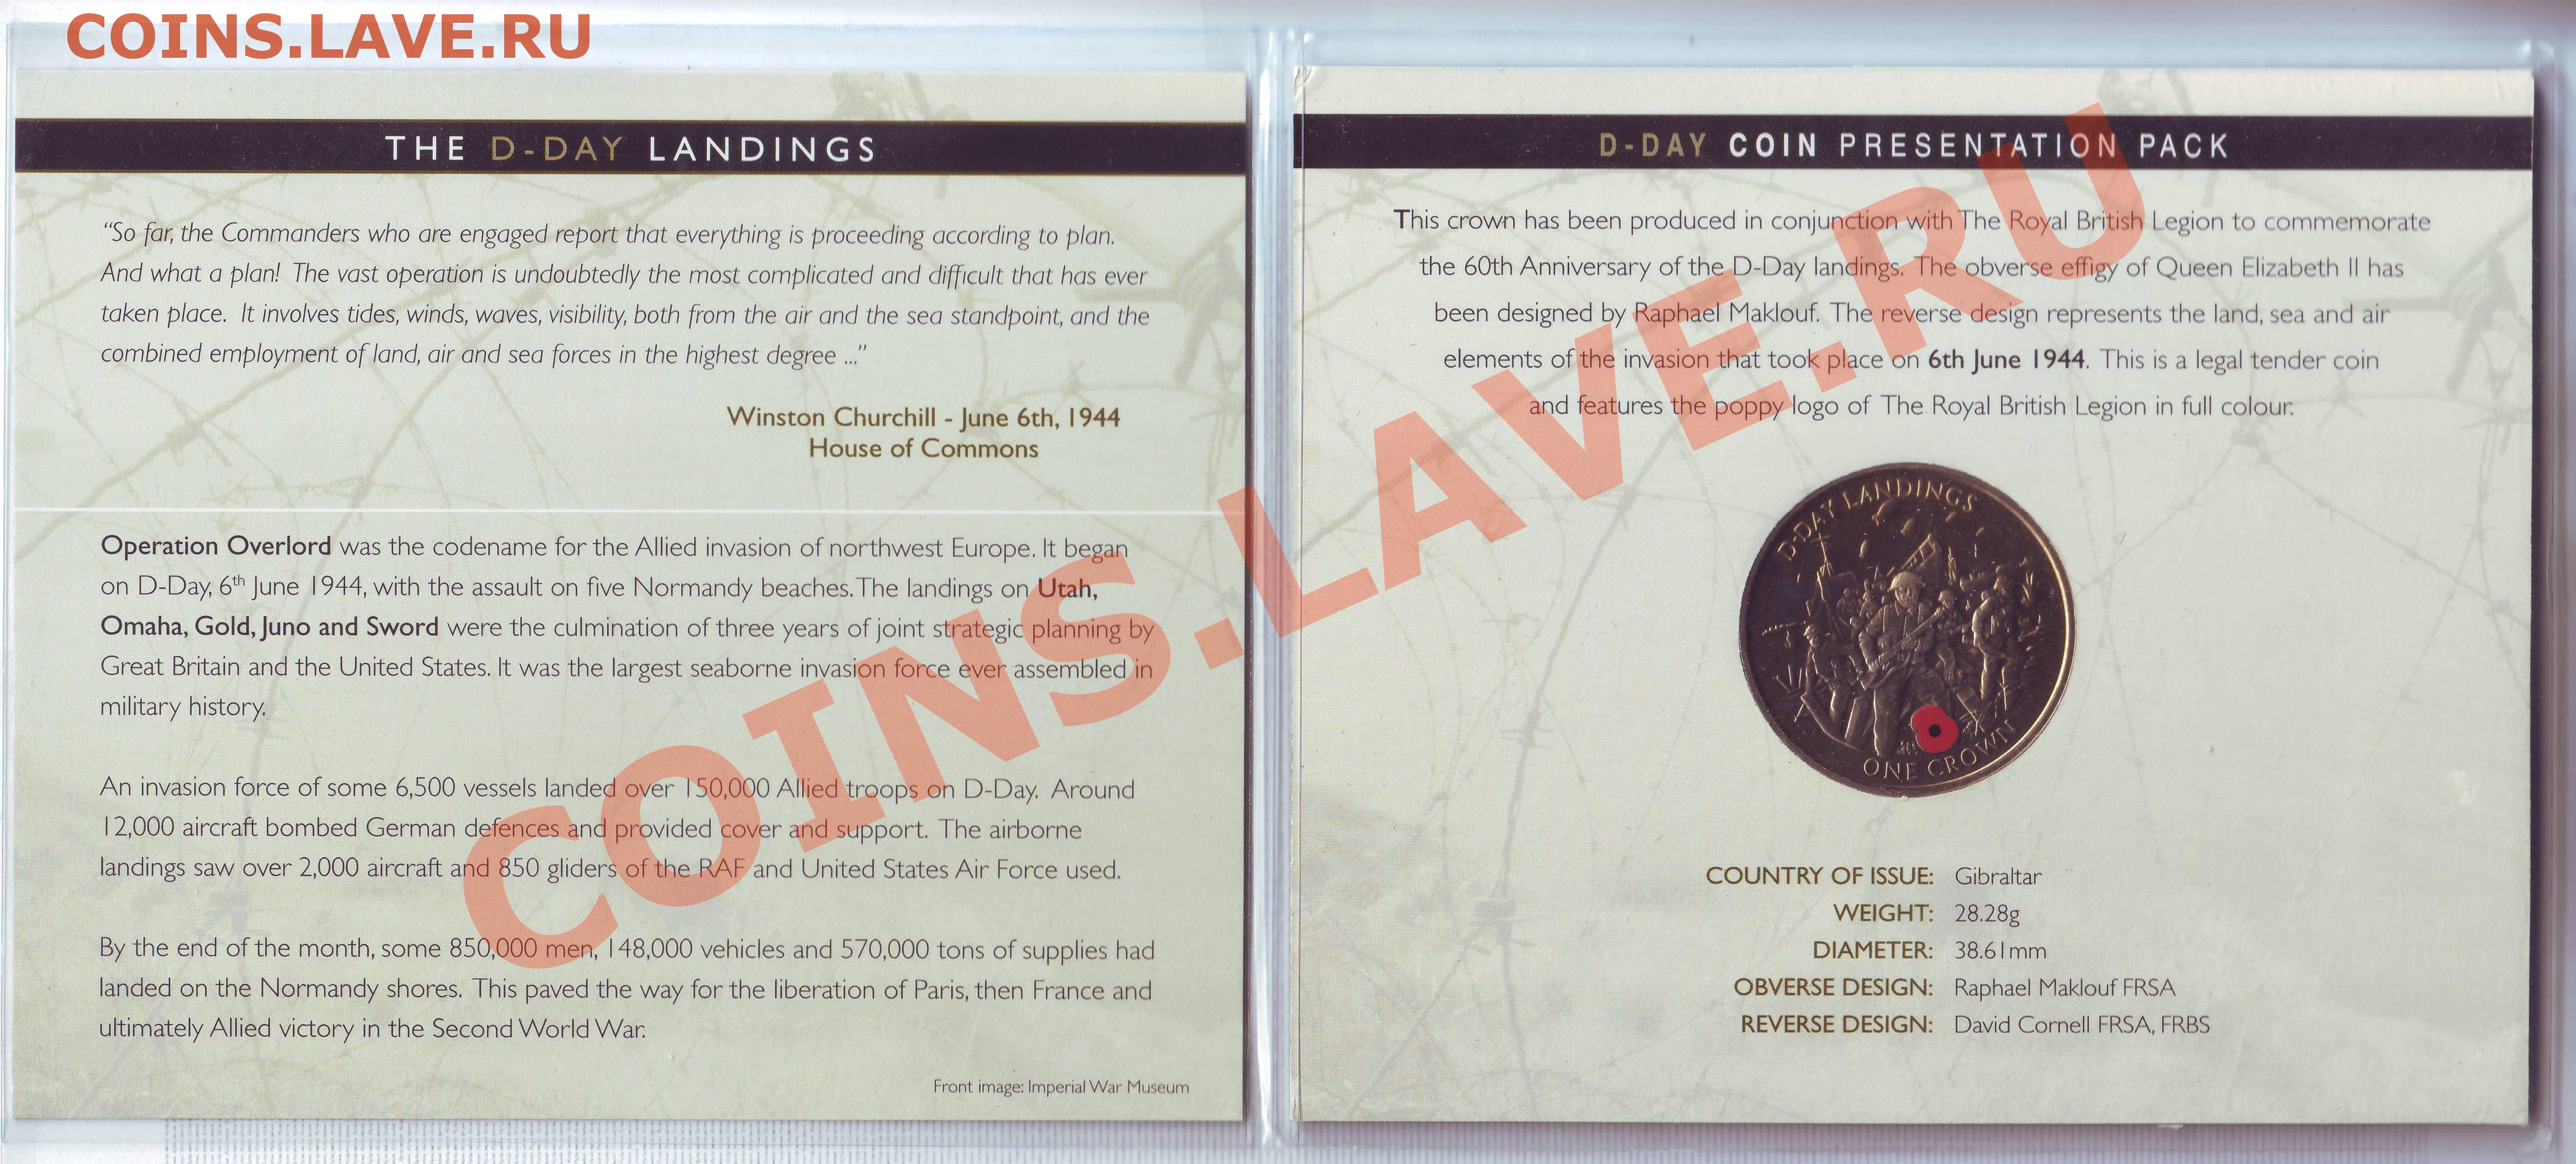 COINS.LAVE.RU
THE D-DAY LANDINGS
“So far, the Commanders who are engaged report that everything is proceeding according to plan.
And what a plan! The vast operation is undoubtedly the most complicated and difficult that has ever
taken place. It involves tides, winds, waves, visibility, both from the air and the sea standpoint, and the
combined employment of land, air and sea forces in the highest degree ...”
Winston Churchill - June 6th, 1944
House of Commons
Operation Overlord was the codename for the Allied invasion of northwest Europe. It began
on D-Day, 6th June 1944, with the assault on five Normandy beaches. The landings on Utah,
Omaha, Gold, Juno and Sword were the culmination of three years of joint strategic planning by
Great Britain and the United States. It was the largest seaborne invasion force ever assembled in
military history.
An invasion force of some 6,500 vessels landed over 150,000 Allied troops on D-Day. Around
12,000 aircraft bombed German defences and provided cover and support. The airborne
landings saw over 2,000 aircraft and 850 gliders of the RAF and United States Air Force used.
By the end of the month, some 850,000 men, 148,000 vehicles and 570,000 tons of supplies had
landed on the Normandy shores. This paved the way for the liberation of Paris, then France and
ultimately Allied victory in the Second World War.
Front image: Imperial War Museum
D-DAY COIN PRESENTATION PACK
This crown has been produced in conjunction with The Royal British Legion to commemorate
the 60th Anniversary of the D-Day landings. The obverse effigy of Queen Elizabeth II has
been designed by Raphael Maklouf. The reverse design represents the land, sea and air
elements of the invasion that took place on 6th June 1944. This is a legal tender coin
and features the poppy logo of The Royal British Legion in full colour.
D-DAY LANDINGS
ONE CROWN
COUNTRY OF ISSUE: Gibraltar
WEIGHT: 28.28g
DIAMETER: 38.61mm
OBVERSE DESIGN: Raphael Maklouf FRSA
REVERSE DESIGN: David Cornell FRSA, FRBS
COINS.LAVE.RU